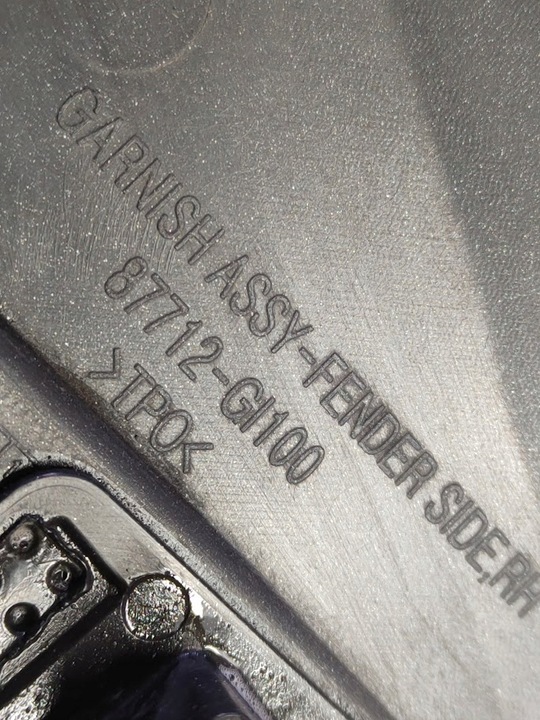 GARNISH ASSY-FENDER SIDE,RH
87712-GI100
>TPO<